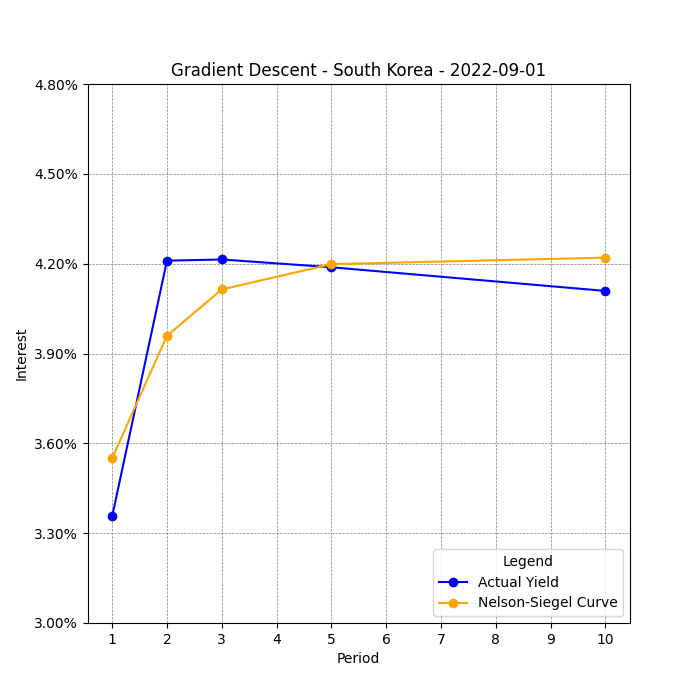 Gradient Descent - South Korea - 2022-09-01
4.80%
4.50%
4.20%
3.90%
3.60%
3.30%
3.00%
Interest
1 2 3 4 5 6 7 8 9 10
Period
Legend
Actual Yield
Nelson-Siegel Curve